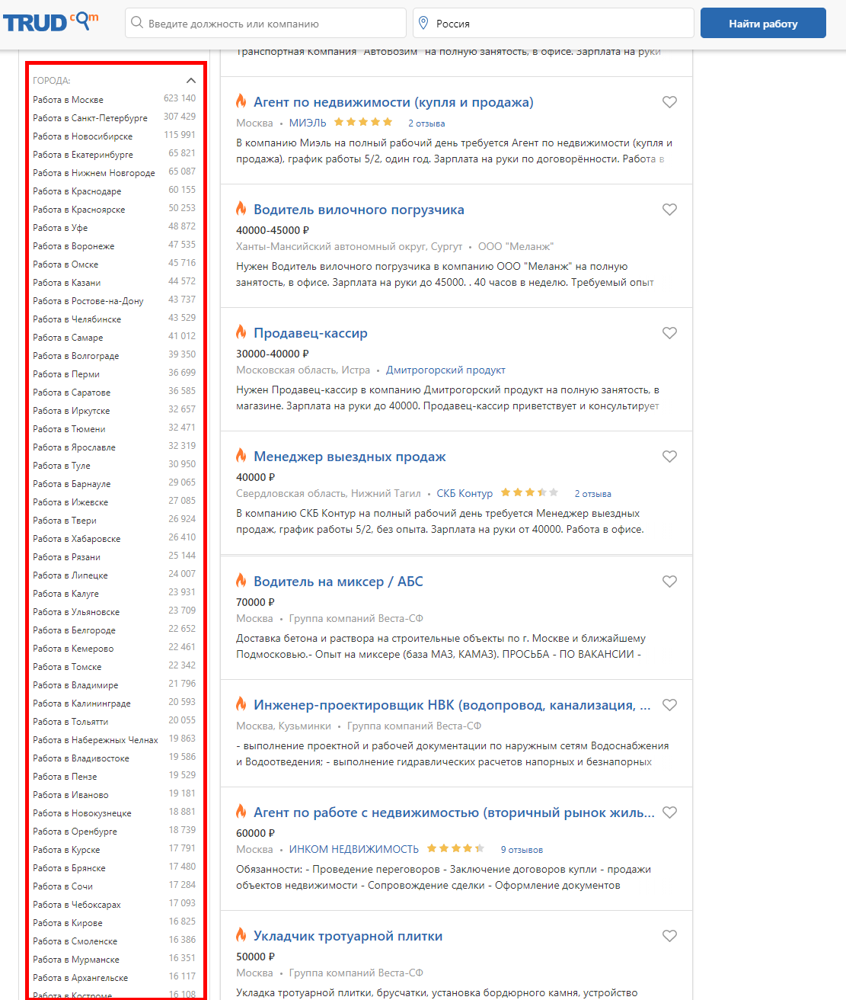 TRUD com
Введите должность или компанию
Россия
Найти работу
ГОРОДА:
Работа в Москве 623 140
Работа в Санкт-Петербурге 307 429
Работа в Новосибирске 115 991
Работа в Екатеринбурге 65 821
Работа в Нижнем Новгороде 65 087
Работа в Краснодаре 60 155
Работа в Красноярске 50 253
Работа в Уфе 48 872
Работа в Воронеже 47 535
Работа в Омске 45 716
Работа в Казани 44 572
Работа в Ростове-на-Дону 43 737
Работа в Челябинске 43 529
Работа в Самаре 41 012
Работа в Волгограде 39 350
Работа в Перми 36 699
Работа в Саратове 36 585
Работа в Иркутске 32 657
Работа в Тюмени 32 471
Работа в Ярославле 32 319
Работа в Туле 30 950
Работа в Барнауле 29 065
Работа в Ижевске 27 085
Работа в Твери 26 924
Работа в Хабаровске 26 410
Работа в Рязани 25 144
Работа в Липецке 24 007
Работа в Калуге 23 931
Работа в Ульяновске 23 709
Работа в Белгороде 22 652
Работа в Кемерово 22 461
Работа в Томске 22 342
Работа в Владимире 21 796
Работа в Калининграде 20 593
Работа в Тольятти 20 055
Работа в Набережных Челнах 19 863
Работа в Владивостоке 19 586
Работа в Пензе 19 529
Работа в Иваново 19 181
Работа в Новокузнецке 18 881
Работа в Оренбурге 18 739
Работа в Курске 17 791
Работа в Брянске 17 480
Работа в Сочи 17 284
Работа в Чебоксарах 17 093
Работа в Кирове 16 825
Работа в Смоленске 16 386
Работа в Мурманске 16 351
Работа в Архангельске 16 117
Работа в Костроме 16 108
Транспортная Компания "АвтоВозим" на полную занятость, в офисе. Зарплата на руки
Агент по недвижимости (купля и продажа)
Москва • МИЭЛЬ 2 отзыва
В компанию Миэль на полный рабочий день требуется Агент по недвижимости (купля и
продажа), график работы 5/2, один год. Зарплата на руки по договорённости. Работа в
Водитель вилочного погрузчика
40000-45000 ₽
Ханты-Мансийский автономный округ, Сургут • ООО "Меланж"
Нужен Водитель вилочного погрузчика в компанию ООО "Меланж" на полную
занятость, в офисе. Зарплата на руки до 45000. . 40 часов в неделю. Требуемый опыт
Продавец-кассир
30000-40000 ₽
Московская область, Истра • Дмитрогорский продукт
Нужен Продавец-кассир в компанию Дмитрогорский продукт на полную занятость, в
магазине. Зарплата на руки до 40000. Продавец-кассир приветствует и консультирует
Менеджер выездных продаж
40000 ₽
Свердловская область, Нижний Тагил • СКБ Контур 2 отзыва
В компанию СКБ Контур на полный рабочий день требуется Менеджер выездных
продаж, график работы 5/2, без опыта. Зарплата на руки от 40000. Работа в офисе.
Водитель на миксер / АБС
70000 ₽
Москва • Группа компаний Веста-СФ
Доставка бетона и раствора на строительные объекты по г. Москве и ближайшему
Подмосковью.- Опыт на миксере (база МАЗ, КАМАЗ). ПРОСЬБА - ПО ВАКАНСИИ -
Инженер-проектировщик НВК (водопровод, канализация, ...
Москва, Кузьминки • Группа компаний Веста-СФ
- выполнение проектной и рабочей документации по наружным сетям Водоснабжения
и Водоотведения; - выполнение гидравлических расчетов напорных и безнапорных
Агент по работе с недвижимостью (вторичный рынок жиль...
60000 ₽
Москва • ИНКОМ НЕДВИЖИМОСТЬ 9 отзывов
Обязанности: - Проведение переговоров - Заключение договоров купли - продажи
объектов недвижимости - Сопровождение сделки - Оформление документов
Укладчик тротуарной плитки
50000 ₽
Москва • Группа компаний Веста-СФ
Укладка тротуарной плитки, брусчатки, установка бордюрного камня, устройство